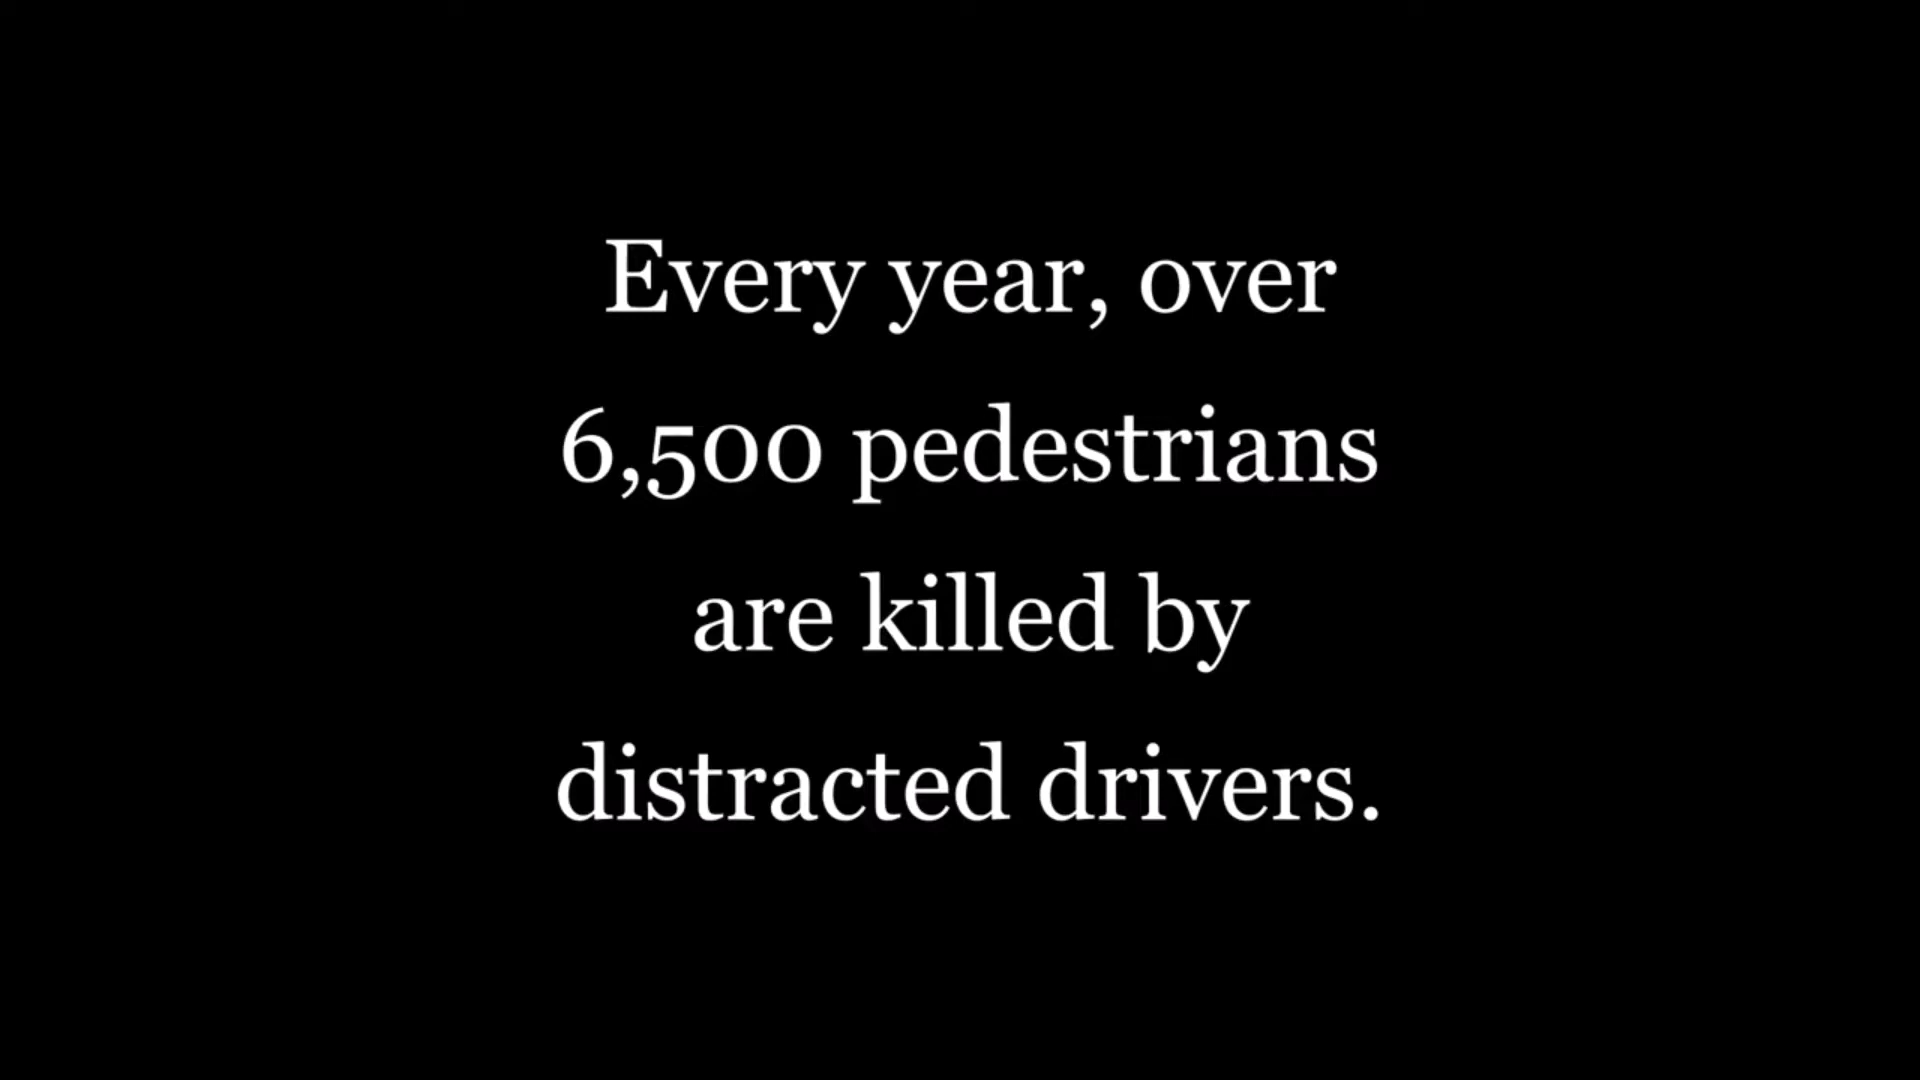 Every year, over
6,500 pedestrians
are killed by
distracted drivers.